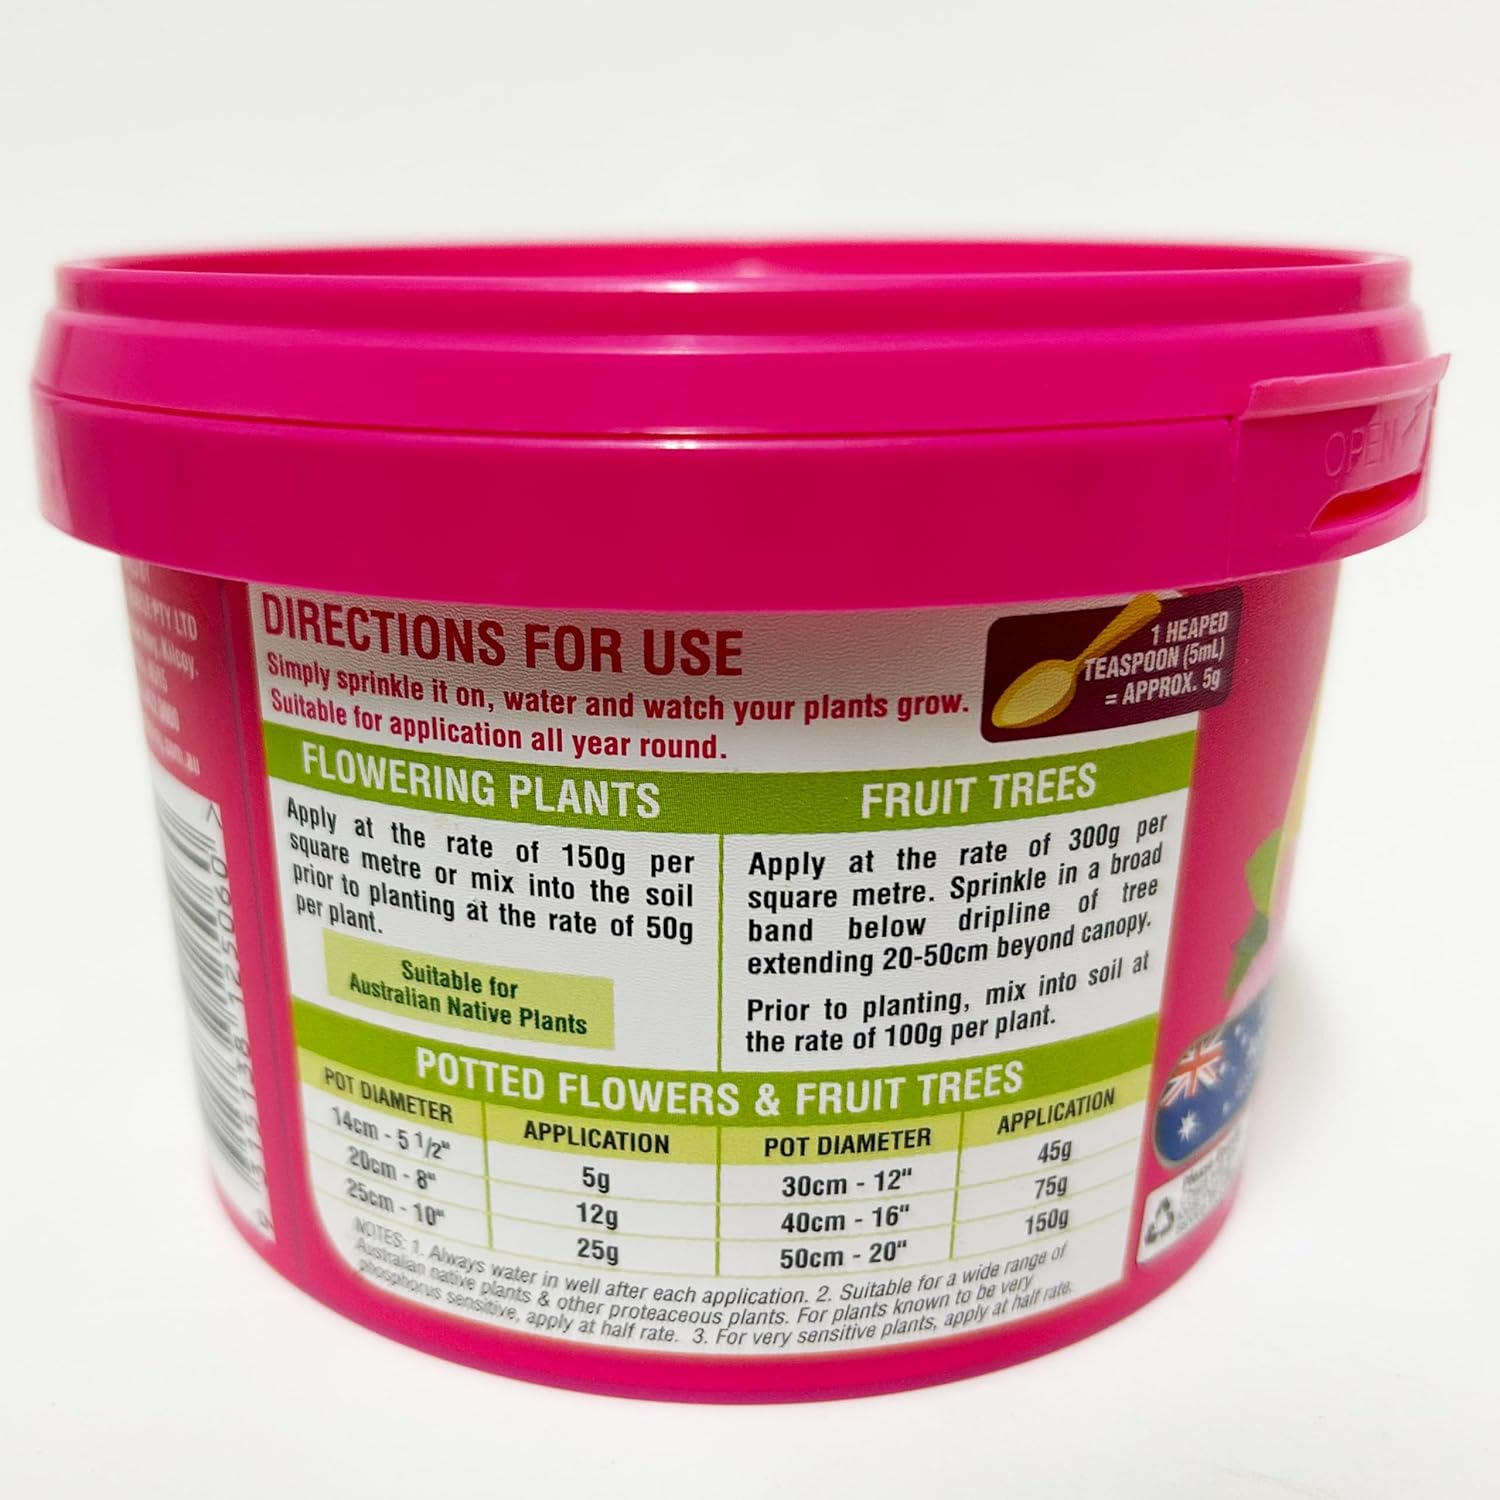 OPEN
PTY LTD
Kilcoy.
.au
9 315138 125060 >
DIRECTIONS FOR USE
Simply sprinkle it on, water and watch your plants grow.
Suitable for application all year round.
1 HEAPED
TEASPOON (5mL)
= APPROX. 5g
FLOWERING PLANTS
Apply at the rate of 150g per
square metre or mix into the soil
prior to planting at the rate of 50g
per plant.
Suitable for
Australian Native Plants
FRUIT TREES
Apply at the rate of 300g per
square metre. Sprinkle in a broad
band below dripline of tree
extending 20-50cm beyond canopy.
Prior to planting, mix into soil at
the rate of 100g per plant.
POTTED FLOWERS & FRUIT TREES
POT DIAMETER APPLICATION POT DIAMETER APPLICATION
14cm - 5 1/2" 5g 30cm - 12" 45g
20cm - 8" 12g 40cm - 16" 75g
25cm - 10" 25g 50cm - 20" 150g
NOTES: 1. Always water in well after each application. 2. Suitable for a wide range of
Australian native plants & other proteaceous plants. For plants known to be very
phosphorus sensitive, apply at half rate. 3. For very sensitive plants, apply at half rate.